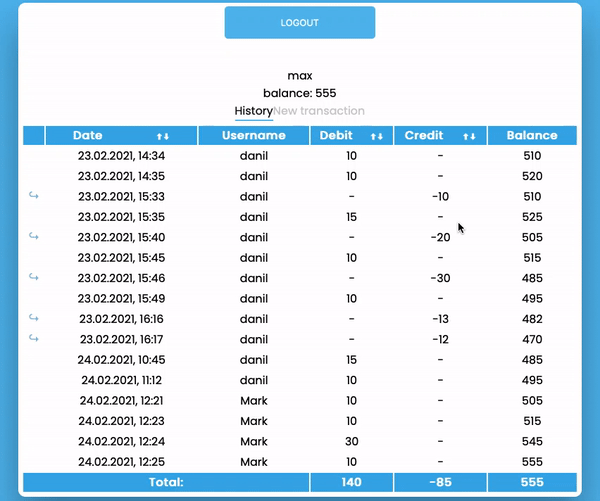 LOGOUT
max
balance: 555
History New transaction
Date Username Debit Credit Balance
23.02.2021, 14:34 danil 10 - 510
23.02.2021, 14:35 danil 10 - 520
23.02.2021, 15:33 danil - -10 510
23.02.2021, 15:35 danil 15 - 525
23.02.2021, 15:40 danil - -20 505
23.02.2021, 15:45 danil 10 - 515
23.02.2021, 15:46 danil - -30 485
23.02.2021, 15:49 danil 10 - 495
23.02.2021, 16:16 danil - -13 482
23.02.2021, 16:17 danil - -12 470
24.02.2021, 10:45 danil 15 - 485
24.02.2021, 11:12 danil 10 - 495
24.02.2021, 12:21 Mark 10 - 505
24.02.2021, 12:23 Mark 10 - 515
24.02.2021, 12:24 Mark 30 - 545
24.02.2021, 12:25 Mark 10 - 555
Total: 140 -85 555